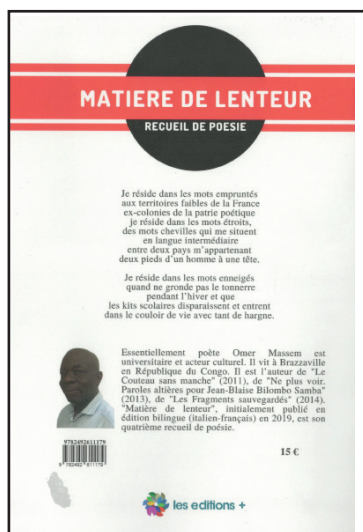 MATIERE DE LENTEUR
RECUEIL DE POESIE
Je réside dans les mots empruntés
aux territoires faibles de la France
ex-colonies de la patrie poétique
je réside dans les mots étroits,
des mots chevilles qui me situent
en langue intermédiaire
entre deux pays m'appartenant
deux pieds d'un homme à une tête.
Je réside dans les mots enneigés
quand ne gronde pas le tonnerre
pendant l'hiver et que
les kits scolaires disparaissent et entrent
dans le couloir de vie avec tant de hargne.
Essentiellement poète Omer Massem est
universitaire et acteur culturel. Il vit à Brazzaville
en République du Congo. Il est l'auteur de "Le
Couteau sans manche" (2011), de "Ne plus voir.
Paroles altières pour Jean-Blaise Bilombo Samba"
(2013), de "Les Fragments sauvegardés" (2014).
"Matière de lenteur", initialement publié en
édition bilingue (italien-français) en 2019, est son
quatrième recueil de poésie.
9782492611179
9 782492 611179
15 €
les editions +